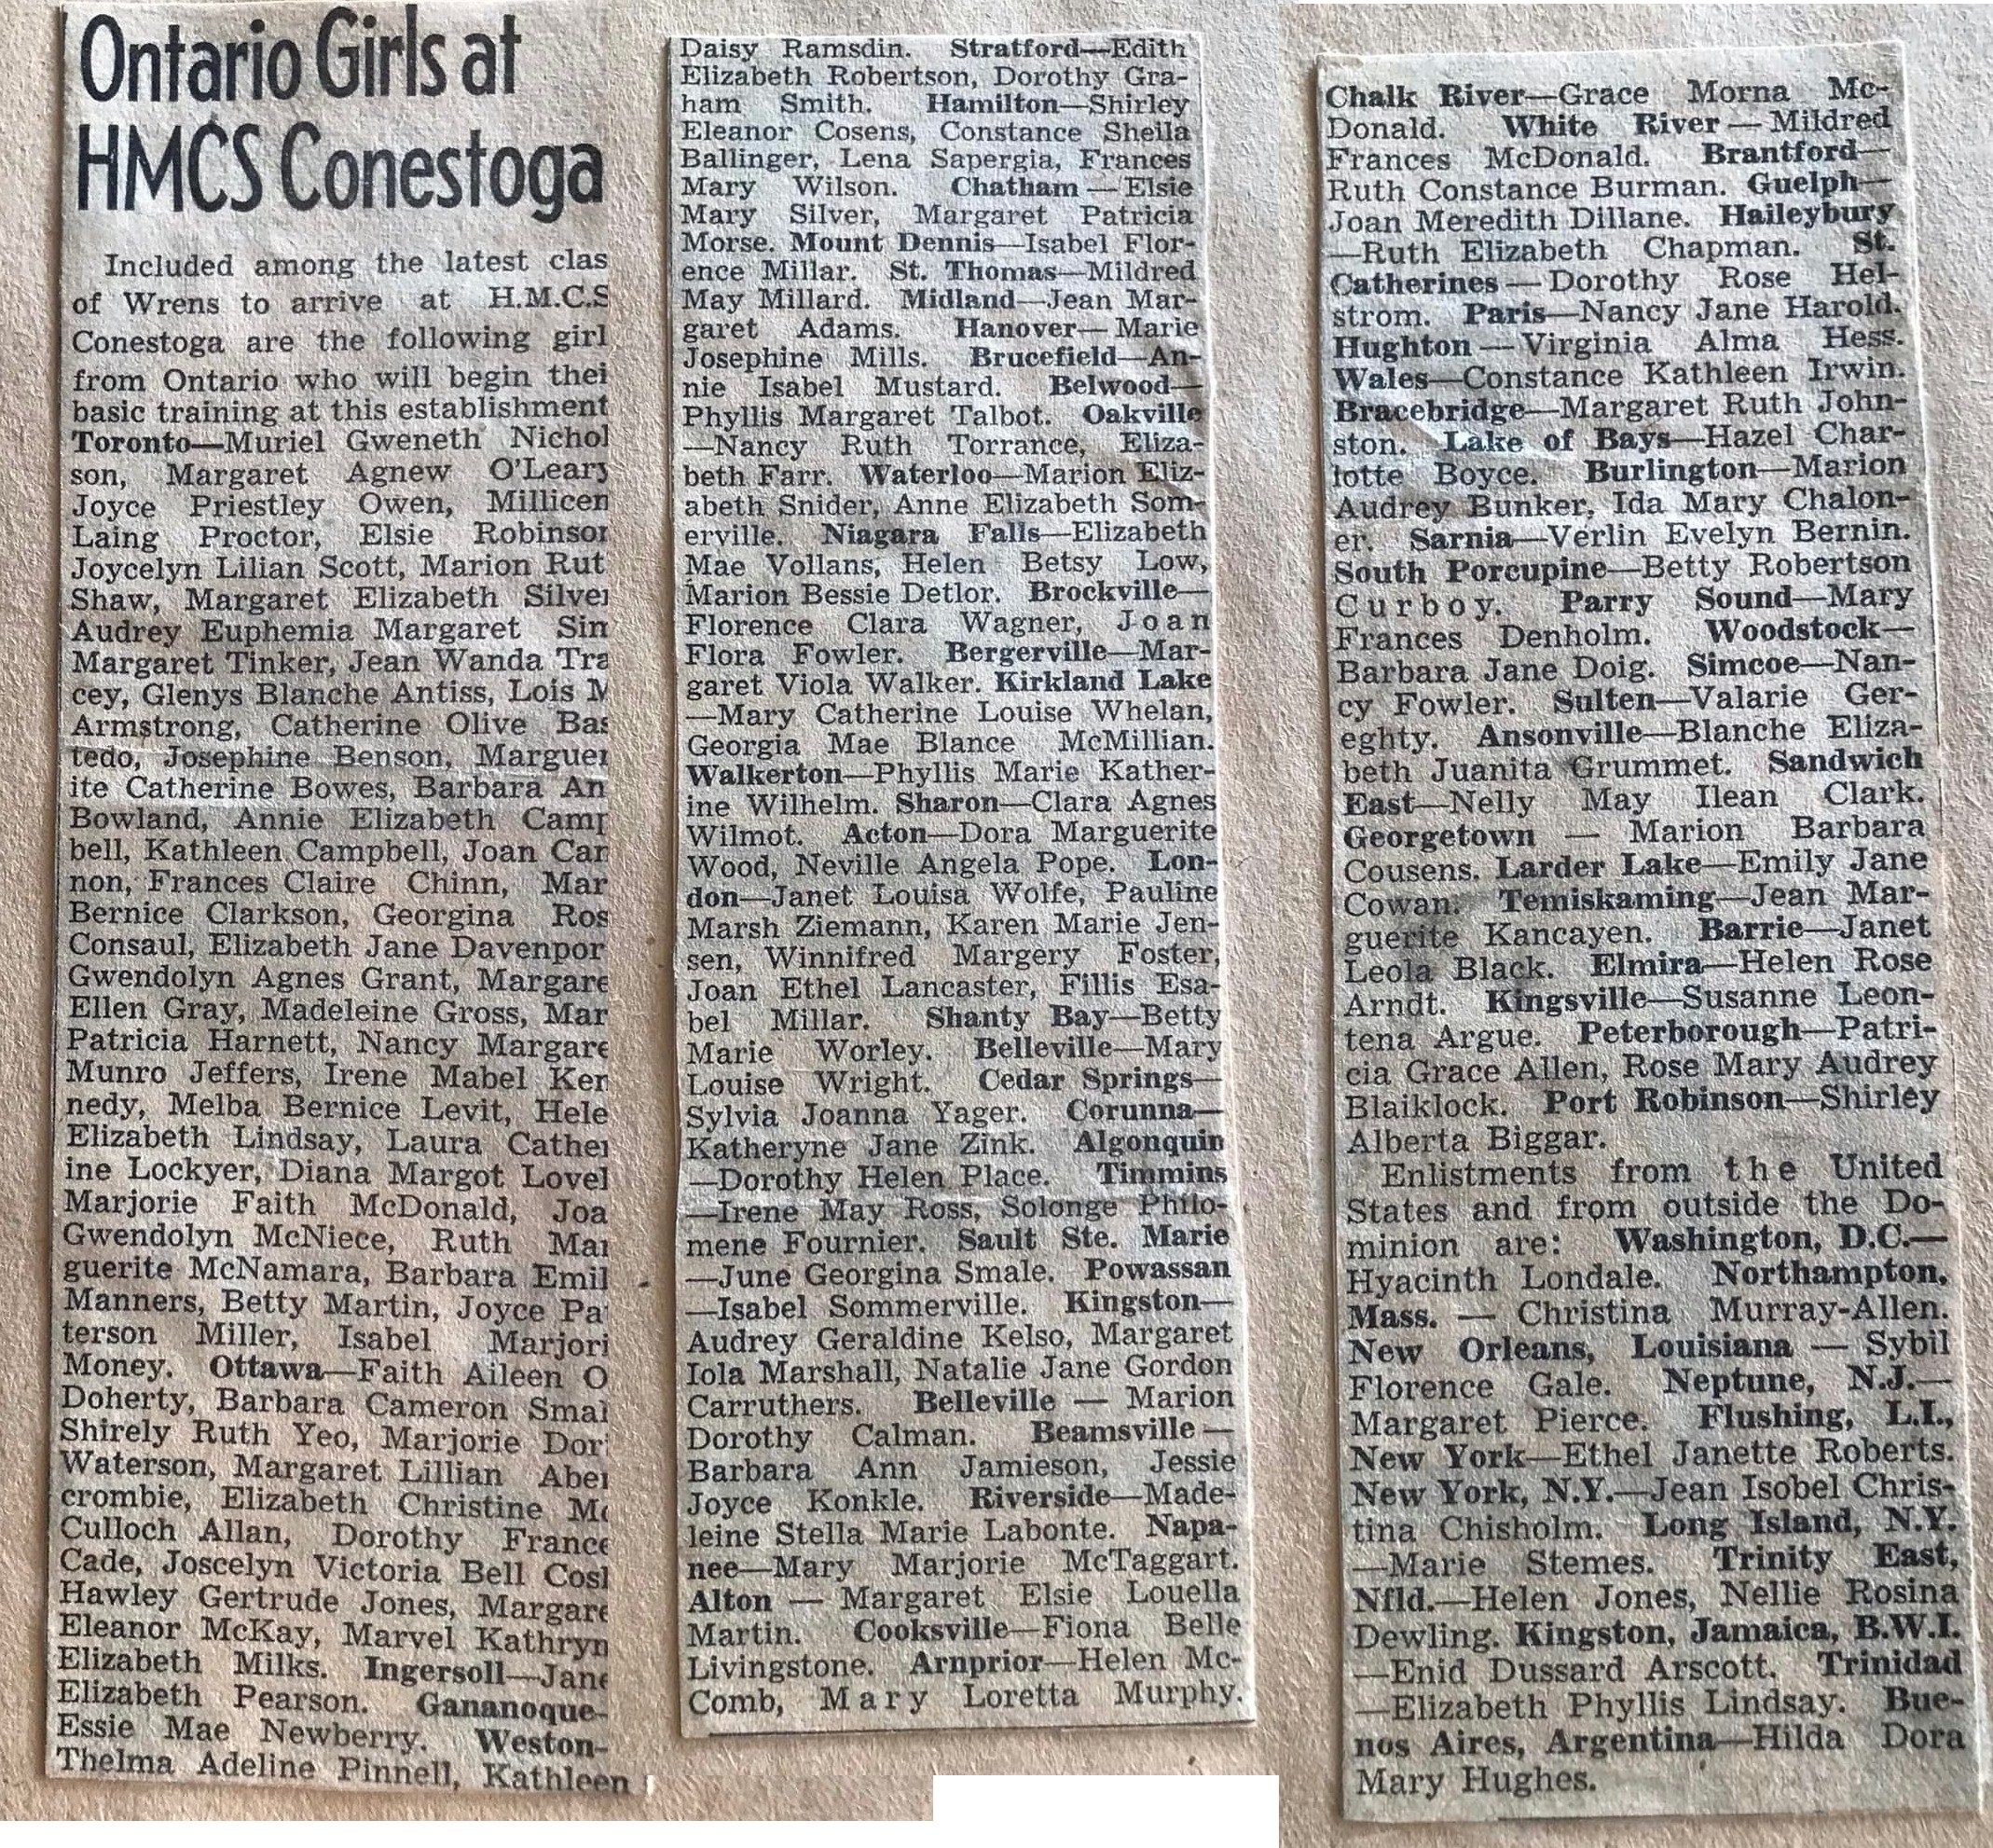 Ontario Girls at
HMCS Conestoga
Included among the latest clas
of Wrens to arrive at H.M.C.S
Conestoga are the following girl
from Ontario who will begin thei
basic training at this establishment
Toronto—Muriel Gweneth Nichol
son, Margaret Agnew O'Leary
Joyce Priestley Owen, Millicen
Laing Proctor, Elsie Robinson
Joycelyn Lilian Scott, Marion Rut
Shaw, Margaret Elizabeth Silver
Audrey Euphemia Margaret Sim
Margaret Tinker, Jean Wanda Tra
cey, Glenys Blanche Antiss, Lois M
Armstrong, Catherine Olive Bas
tedo, Josephine Benson, Marguer
ite Catherine Bowes, Barbara An
Bowland, Annie Elizabeth Camp
bell, Kathleen Campbell, Joan Can
non, Frances Claire Chinn, Mar
Bernice Clarkson, Georgina Ros
Consaul, Elizabeth Jane Davenpor
Gwendolyn Agnes Grant, Margare
Ellen Gray, Madeleine Gross, Mar
Patricia Harnett, Nancy Margare
Munro Jeffers, Irene Mabel Ken
nedy, Melba Bernice Levit, Hele
Elizabeth Lindsay, Laura Cather
ine Lockyer, Diana Margot Lovel
Marjorie Faith McDonald, Joa
Gwendolyn McNiece, Ruth Mar
guerite McNamara, Barbara Emil
Manners, Betty Martin, Joyce Pa
terson Miller, Isabel Marjori
Money. Ottawa—Faith Aileen O
Doherty, Barbara Cameron Smal
Shirely Ruth Yeo, Marjorie Dori
Waterson, Margaret Lillian Aber
crombie, Elizabeth Christine Mc
Culloch Allan, Dorothy France
Cade, Joscelyn Victoria Bell Cosh
Hawley Gertrude Jones, Margare
Eleanor McKay, Marvel Kathryn
Elizabeth Milks. Ingersoll—Jane
Elizabeth Pearson. Gananoque-
Essie Mae Newberry. Weston-
Thelma Adeline Pinnell, Kathleen
Daisy Ramsdin. Stratford—Edith
Elizabeth Robertson, Dorothy Gra-
ham Smith. Hamilton—Shirley
Eleanor Cosens, Constance Sheila
Ballinger, Lena Sapergia, Frances
Mary Wilson. Chatham—Elsie
Mary Silver, Margaret Patricia
Morse. Mount Dennis—Isabel Flor-
ence Millar. St. Thomas—Mildred
May Millard. Midland—Jean Mar-
garet Adams. Hanover—Marie
Josephine Mills. Brucefield—An-
nie Isabel Mustard. Belwood—
Phyllis Margaret Talbot. Oakville
—Nancy Ruth Torrance, Eliza-
beth Farr. Waterloo—Marion Eliz-
abeth Snider, Anne Elizabeth Som-
erville. Niagara Falls—Elizabeth
Mae Vollans, Helen Betsy Low,
Marion Bessie Detlor. Brockville—
Florence Clara Wagner, Joan
Flora Fowler. Bergerville—Mar-
garet Viola Walker. Kirkland Lake
—Mary Catherine Louise Whelan,
Georgia Mae Blance McMillian.
Walkerton—Phyllis Marie Kather-
ine Wilhelm. Sharon—Clara Agnes
Wilmot. Acton—Dora Marguerite
Wood, Neville Angela Pope. Lon-
don—Janet Louisa Wolfe, Pauline
Marsh Ziemann, Karen Marie Jen-
sen, Winnifred Margery Foster,
Joan Ethel Lancaster, Fillis Esa-
bel Millar. Shanty Bay—Betty
Marie Worley. Belleville—Mary
Louise Wright. Cedar Springs—
Sylvia Joanna Yager. Corunna—
Katheryne Jane Zink. Algonquin
—Dorothy Helen Place. Timmins
—Irene May Ross, Solonge Philo-
mene Fournier. Sault Ste. Marie
—June Georgina Smale. Powassan
—Isabel Sommerville. Kingston—
Audrey Geraldine Kelso, Margaret
Iola Marshall, Natalie Jane Gordon
Carruthers. Belleville — Marion
Dorothy Calman. Beamsville—
Barbara Ann Jamieson, Jessie
Joyce Konkle. Riverside—Made-
leine Stella Marie Labonte. Napa-
nee—Mary Marjorie McTaggart.
Alton — Margaret Elsie Louella
Martin. Cooksville—Fiona Belle
Livingstone. Arnprior—Helen Mc-
Comb, Mary Loretta Murphy.
Chalk River—Grace Morna Mc-
Donald. White River—Mildred
Frances McDonald. Brantford—
Ruth Constance Burman. Guelph—
Joan Meredith Dillane. Haileybury
—Ruth Elizabeth Chapman. St.
Catherines—Dorothy Rose Hel-
strom. Paris—Nancy Jane Harold.
Hughton—Virginia Alma Hess.
Wales—Constance Kathleen Irwin.
Bracebridge—Margaret Ruth John-
ston. Lake of Bays—Hazel Char-
lotte Boyce. Burlington—Marion
Audrey Bunker, Ida Mary Chalon-
er. Sarnia—Verlin Evelyn Bernin.
South Porcupine—Betty Robertson
Curboy. Parry Sound—Mary
Frances Denholm. Woodstock—
Barbara Jane Doig. Simcoe—Nan-
cy Fowler. Sulten—Valarie Ger-
eghty. Ansonville—Blanche Eliza-
beth Juanita Grummet. Sandwich
East—Nelly May Ilean Clark.
Georgetown — Marion Barbara
Cousens. Larder Lake—Emily Jane
Cowan. Temiskaming—Jean Mar-
guerite Kancayen. Barrie—Janet
Leola Black. Elmira—Helen Rose
Arndt. Kingsville—Susanne Leon-
tena Argue. Peterborough—Patri-
cia Grace Allen, Rose Mary Audrey
Blaiklock. Port Robinson—Shirley
Alberta Biggar.
Enlistments from the United
States and from outside the Do-
minion are: Washington, D.C.—
Hyacinth Londale. Northampton,
Mass. — Christina Murray-Allen.
New Orleans, Louisiana — Sybil
Florence Gale. Neptune, N.J.—
Margaret Pierce. Flushing, L.I.,
New York—Ethel Janette Roberts.
New York, N.Y.—Jean Isobel Chris-
tina Chisholm. Long Island, N.Y.
—Marie Stemes. Trinity East,
Nfld.—Helen Jones, Nellie Rosina
Dewling. Kingston, Jamaica, B.W.I.
—Enid Dussard Arscott. Trinidad
—Elizabeth Phyllis Lindsay. Bue-
nos Aires, Argentina—Hilda Dora
Mary Hughes.